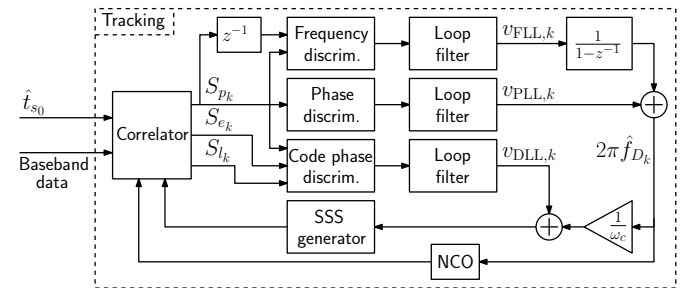 Tracking
z⁻¹
Frequency
discrim.
Loop
filter
v_{FLL,k}
1/(1−z⁻¹)
t̂_{s_0}
S_{p_k}
Phase
discrim.
Loop
filter
v_{PLL,k}
+
Correlator
S_{e_k}
S_{l_k}
Code phase
discrim.
Loop
filter
v_{DLL,k}
2πf̂_{D_k}
Baseband
data
SSS
generator
+
1/ω_c
NCO